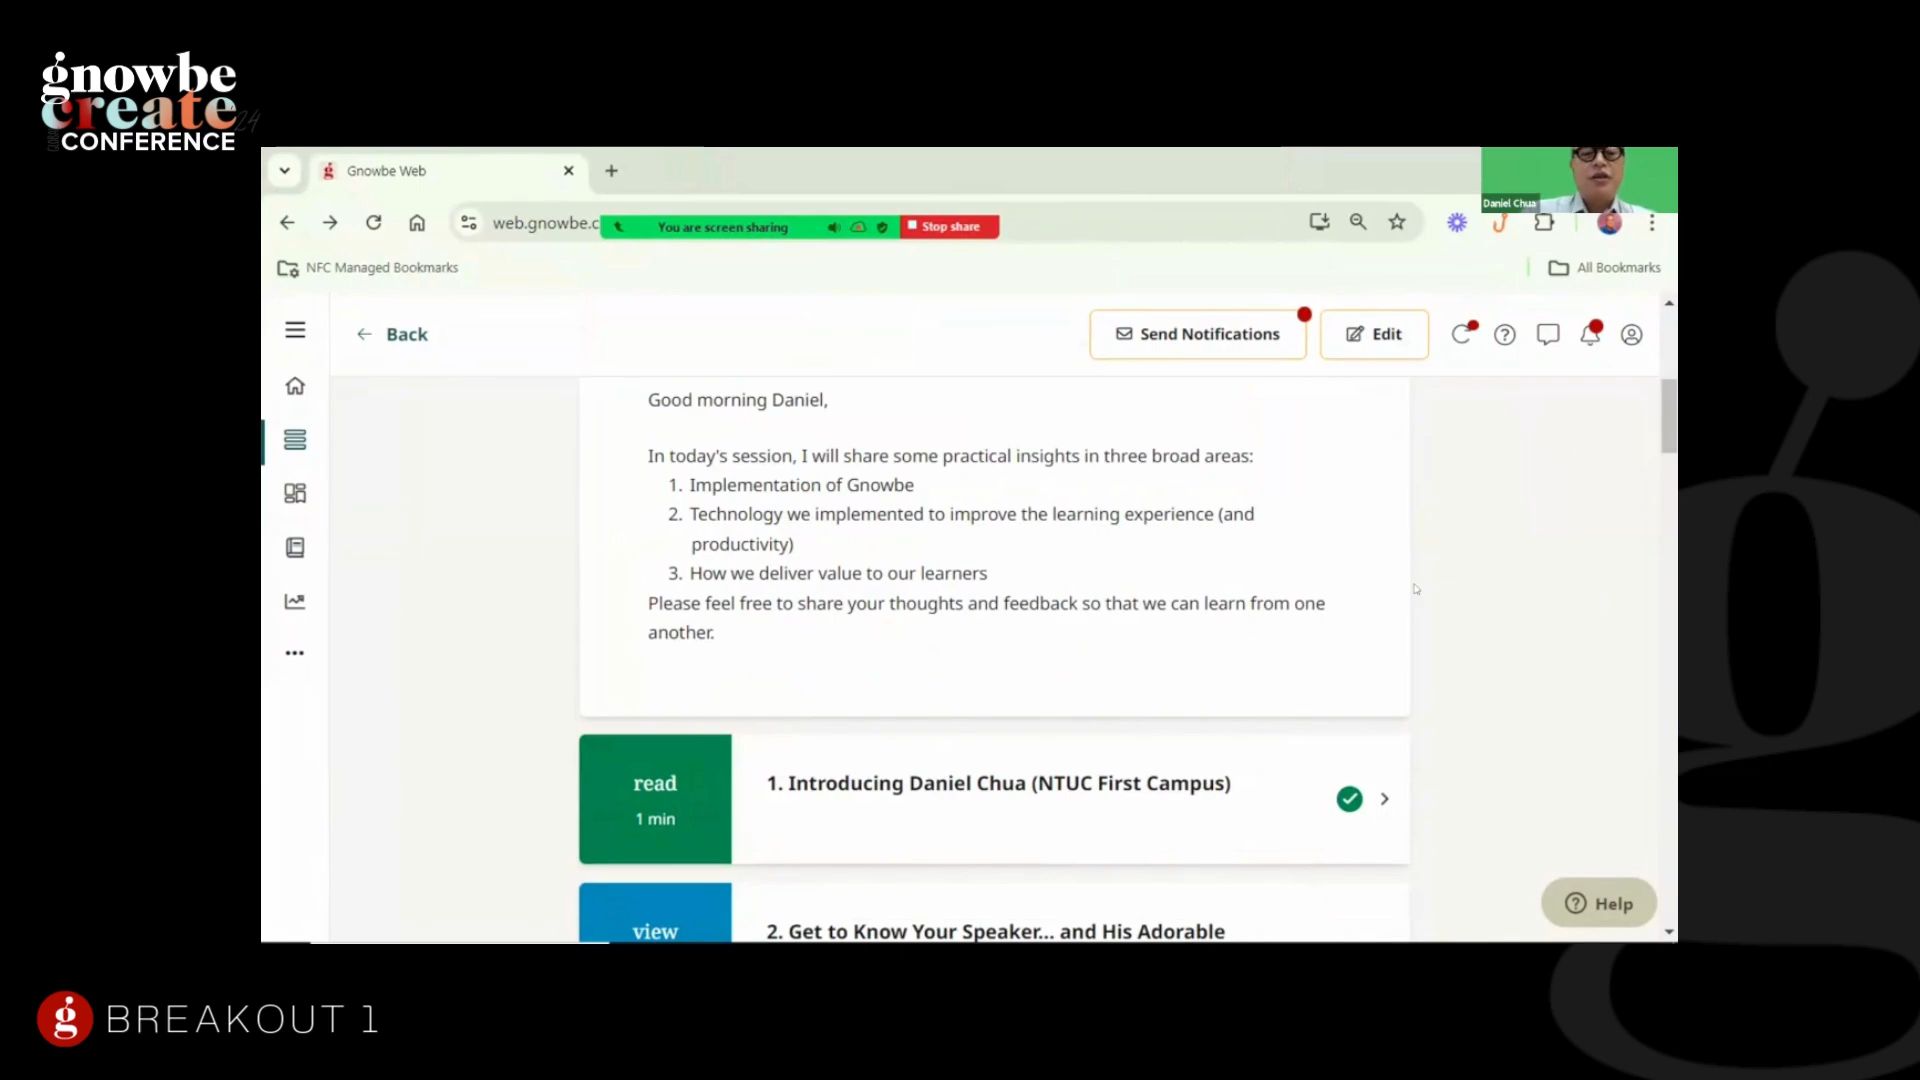 gnowbe
create '24
CONFERENCE
Gnowbe Web
Daniel Chua
web.gnowbe.c
You are screen sharing
Stop share
NFC Managed Bookmarks
All Bookmarks
Back
Send Notifications
Edit
Good morning Daniel,
In today's session, I will share some practical insights in three broad areas:
1. Implementation of Gnowbe
2. Technology we implemented to improve the learning experience (and
productivity)
3. How we deliver value to our learners
Please feel free to share your thoughts and feedback so that we can learn from one
another.
read
1 min
1. Introducing Daniel Chua (NTUC First Campus)
view
2. Get to Know Your Speaker... and His Adorable
Help
g BREAKOUT 1